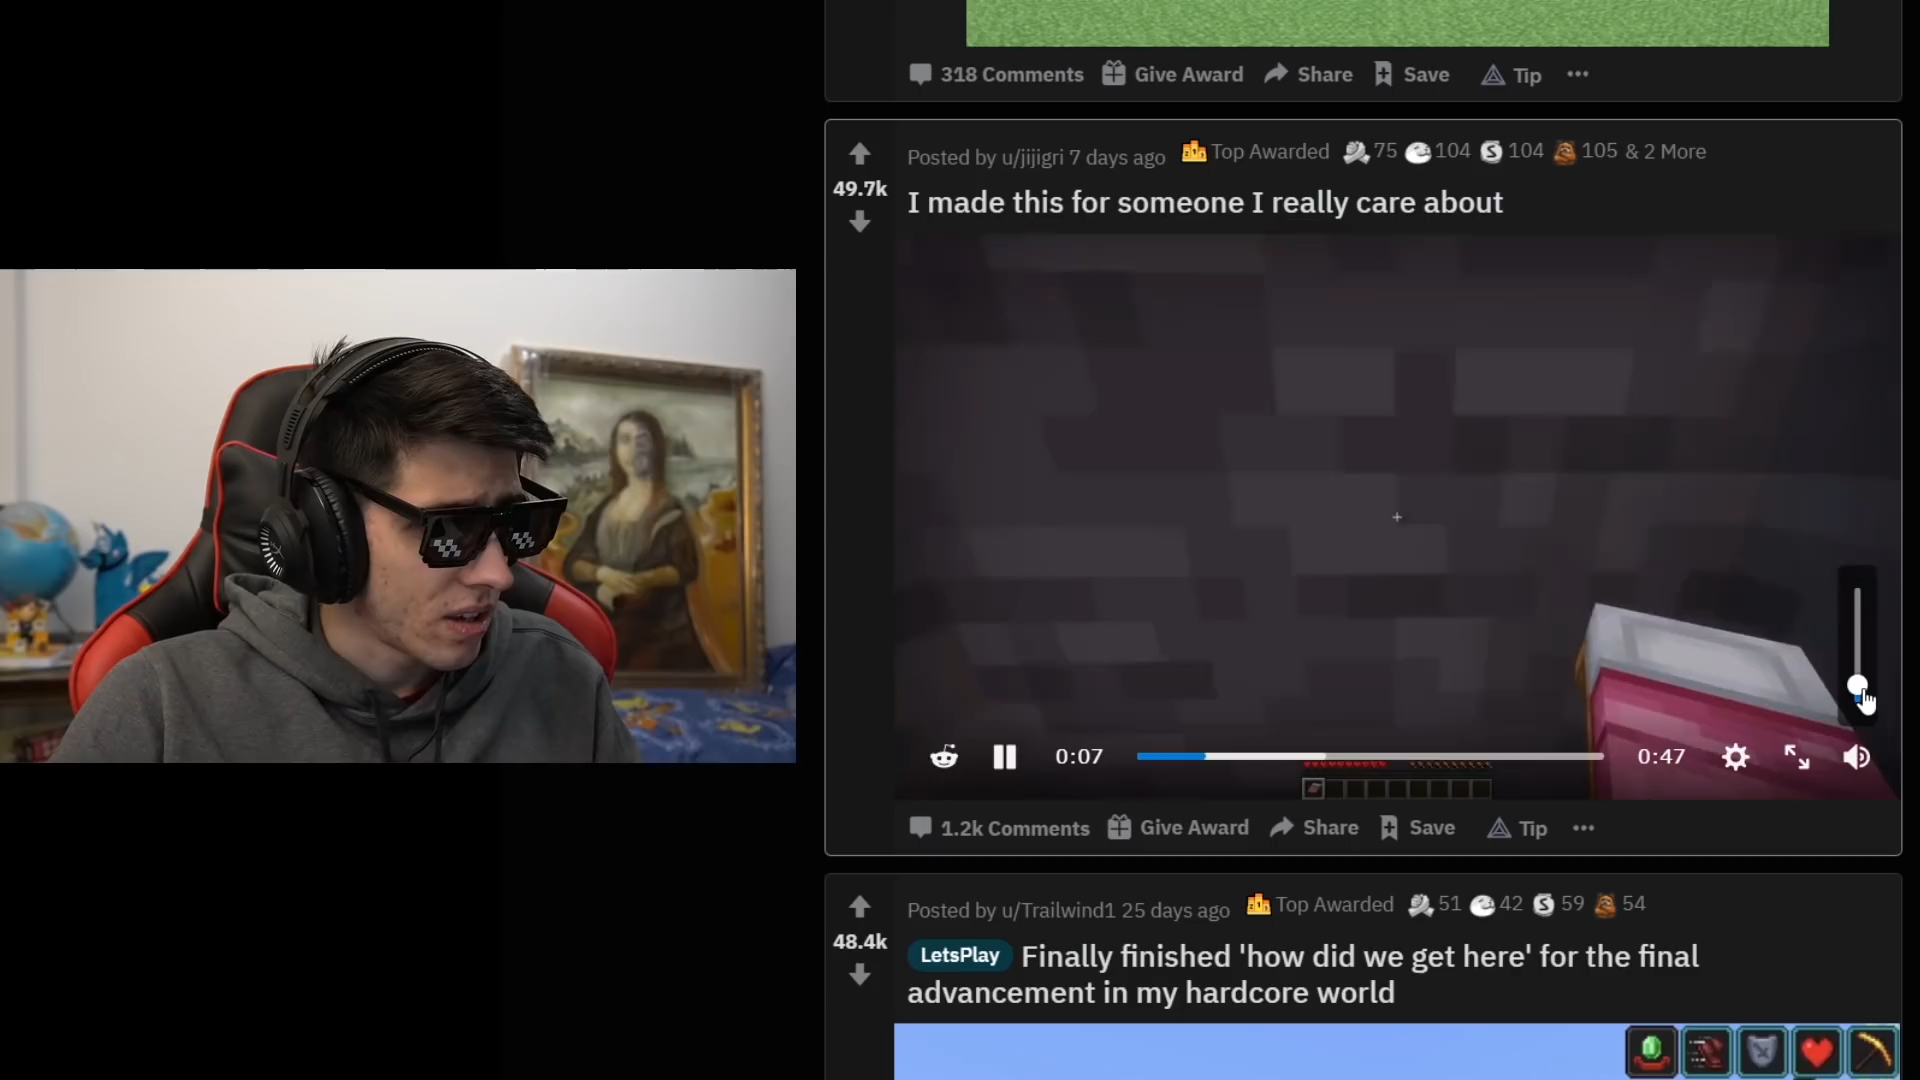 318 Comments Give Award Share Save Tip
Posted by u/jijigri 7 days ago Top Awarded 75 104 S 104 105 & 2 More
49.7k
I made this for someone I really care about
0:07 0:47
1.2k Comments Give Award Share Save Tip
Posted by u/Trailwind1 25 days ago Top Awarded 51 42 S 59 54
48.4k
LetsPlay Finally finished 'how did we get here' for the final
advancement in my hardcore world